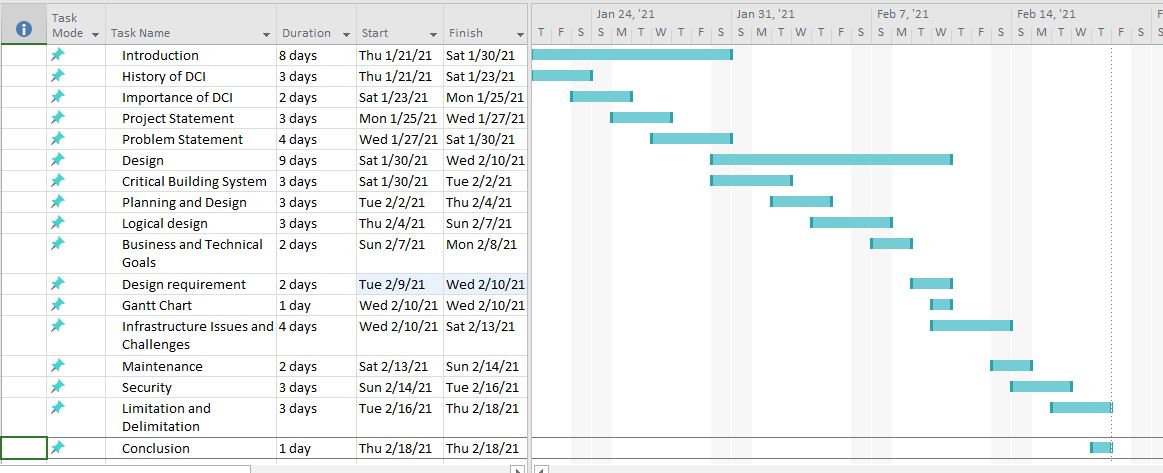 Task Mode Task Name Duration Start Finish Jan 24, '21 Jan 31, '21 Feb 7, '21 Feb 14, '21 F
T F S S M T W T F S S M T W T F S S M T W T F S S M T W T F S
Introduction 8 days Thu 1/21/21 Sat 1/30/21
History of DCI 3 days Thu 1/21/21 Sat 1/23/21
Importance of DCI 2 days Sat 1/23/21 Mon 1/25/21
Project Statement 3 days Mon 1/25/21 Wed 1/27/21
Problem Statement 4 days Wed 1/27/21 Sat 1/30/21
Design 9 days Sat 1/30/21 Wed 2/10/21
Critical Building System 3 days Sat 1/30/21 Tue 2/2/21
Planning and Design 3 days Tue 2/2/21 Thu 2/4/21
Logical design 3 days Thu 2/4/21 Sun 2/7/21
Business and Technical 2 days Sun 2/7/21 Mon 2/8/21
Goals
Design requirement 2 days Tue 2/9/21 Wed 2/10/21
Gantt Chart 1 day Wed 2/10/21 Wed 2/10/21
Infrastructure Issues and 4 days Wed 2/10/21 Sat 2/13/21
Challenges
Maintenance 2 days Sat 2/13/21 Sun 2/14/21
Security 3 days Sun 2/14/21 Tue 2/16/21
Limitation and 3 days Tue 2/16/21 Thu 2/18/21
Delimitation
Conclusion 1 day Thu 2/18/21 Thu 2/18/21